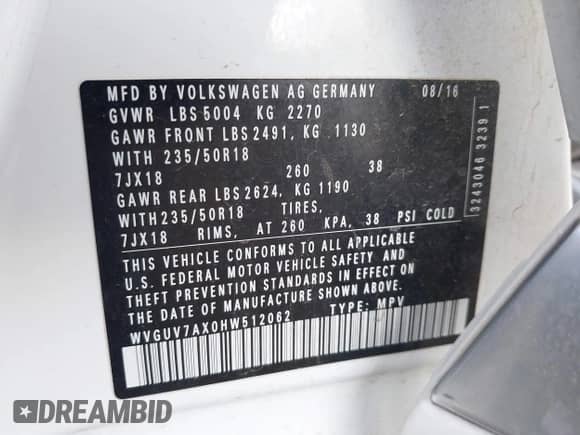 MFD BY VOLKSWAGEN AG GERMANY 08/16
GVWR LBS 5004 KG 2270
GAWR FRONT LBS 2491, KG 1130
WITH 235/50R18
7JX18 260 38
GAWR REAR LBS 2624, KG 1190
WITH 235/50R18 TIRES,
7JX18 RIMS, AT 260 KPA, 38 PSI COLD
THIS VEHICLE CONFORMS TO ALL APPLICABLE
U.S. FEDERAL MOTOR VEHICLE SAFETY AND
THEFT PREVENTION STANDARDS IN EFFECT ON
THE DATE OF MANUFACTURE SHOWN ABOVE.
WVGUV7AX0HW512062 TYPE: MPV
3243046 3239 1
DREAMBID